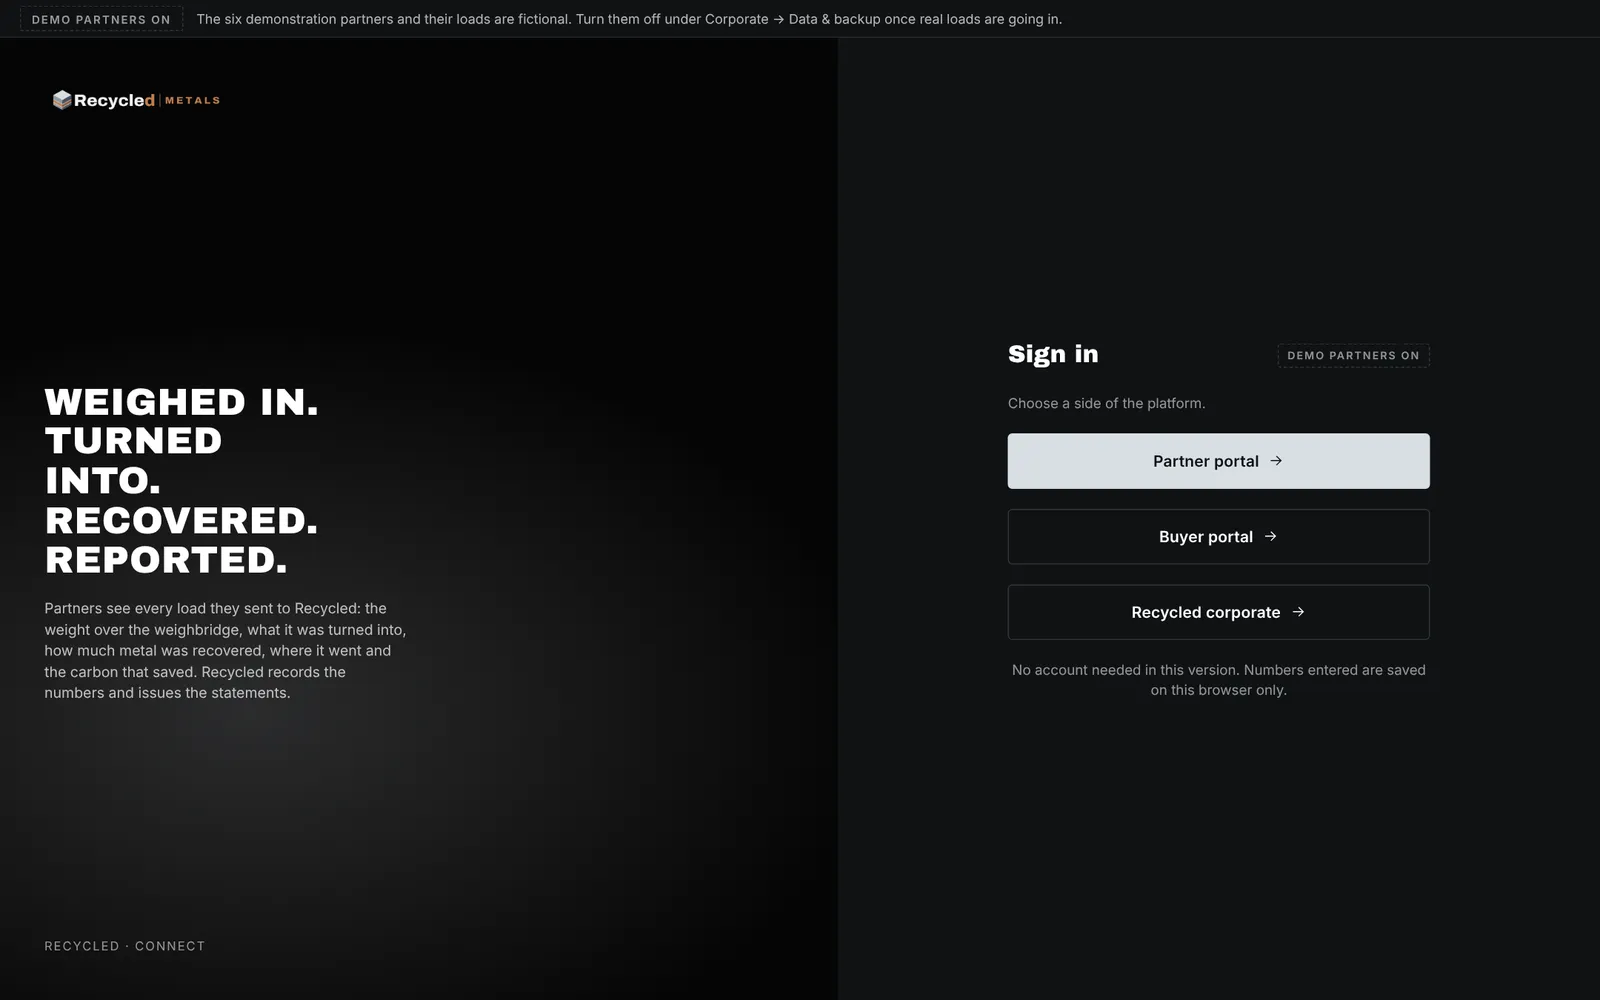 DEMO PARTNERS ON The six demonstration partners and their loads are fictional. Turn them off under Corporate → Data & backup once real loads are going in.
Recycled METALS
WEIGHED IN.
TURNED
INTO.
RECOVERED.
REPORTED.
Partners see every load they sent to Recycled: the
weight over the weighbridge, what it was turned into,
how much metal was recovered, where it went and
the carbon that saved. Recycled records the
numbers and issues the statements.
RECYCLED · CONNECT
Sign in DEMO PARTNERS ON
Choose a side of the platform.
Partner portal →
Buyer portal →
Recycled corporate →
No account needed in this version. Numbers entered are saved
on this browser only.